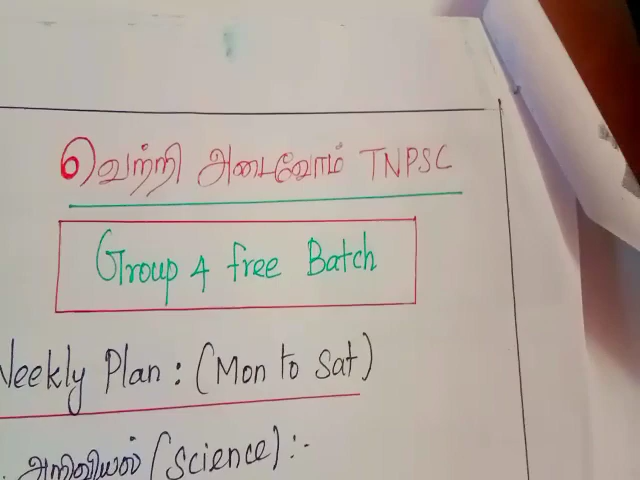 வெற்றி அடைவோம் TNPSC
Group 4 free Batch
Weekly Plan : (Mon to Sat)
அறிவியல் (Science) :-